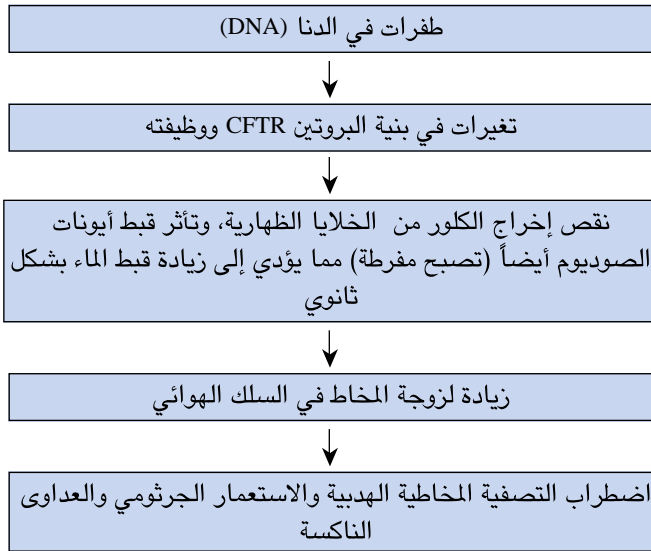 طفرات في الدنا (DNA)
تغيرات في بنية البروتين CFTR ووظيفته
نقص إخراج الكلور من الخلايا الظهارية، وتأثر قبط أيونات
الصوديوم أيضاً (تصبح مفرطة) مما يؤدي إلى زيادة قبط الماء بشكل
ثانوي
زيادة لزوجة المخاط في السلك الهوائي
اضطراب التصفية المخاطية الهدبية والاستعمار الجرثومي والعداوى
الناكسة